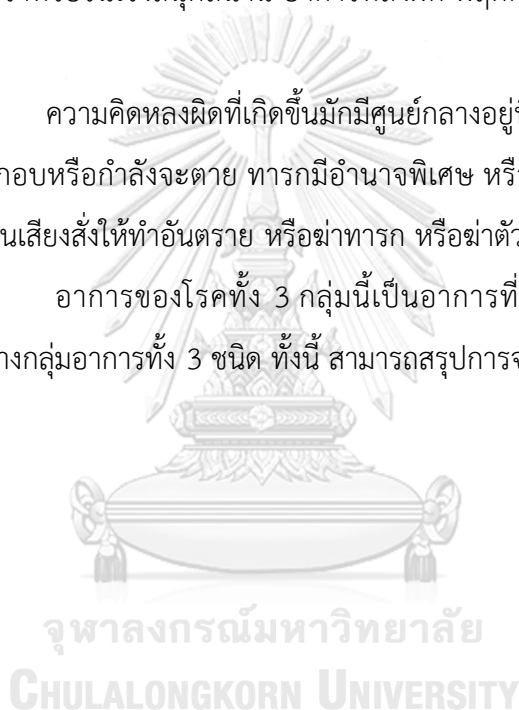 ความคิดหลงผิดที่เกิดขึ้นมักมีศูนย์กลางอยู่
กอบหรือกำลังจะตาย ทารกมีอำนาจพิเศษ หรือ
นเสียงสั่งให้ทำอันตราย หรือฆ่าทารก หรือฆ่าตัว
อาการของโรคทั้ง 3 กลุ่มนี้เป็นอาการที่
างกลุ่มอาการทั้ง 3 ชนิด ทั้งนี้ สามารถสรุปการจ
จุฬาลงกรณ์มหาวิทยาลัย
CHULALONGKORN UNIVERSITY